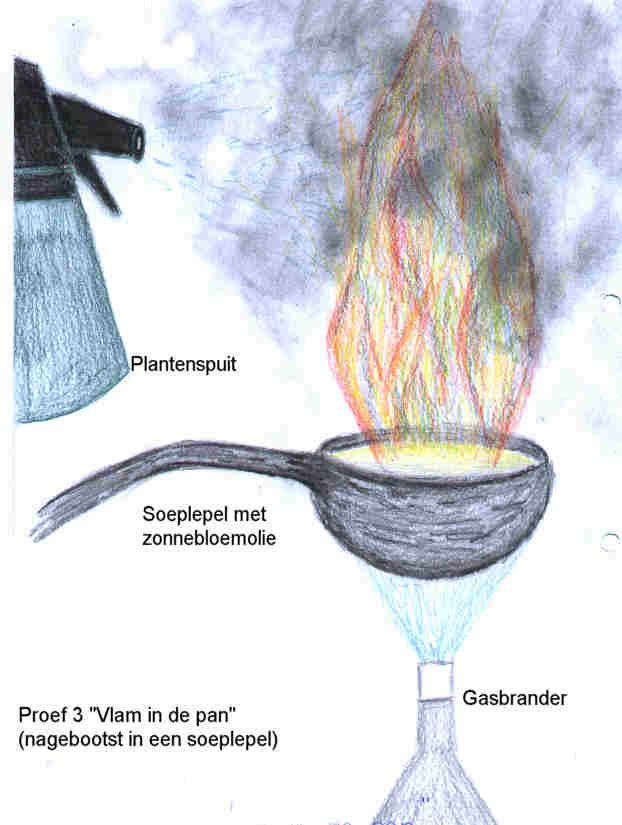 Plantenspuit
Soeplepel met
zonnebloemolie
Gasbrander
Proef 3 "Vlam in de pan"
(nagebootst in een soeplepel)